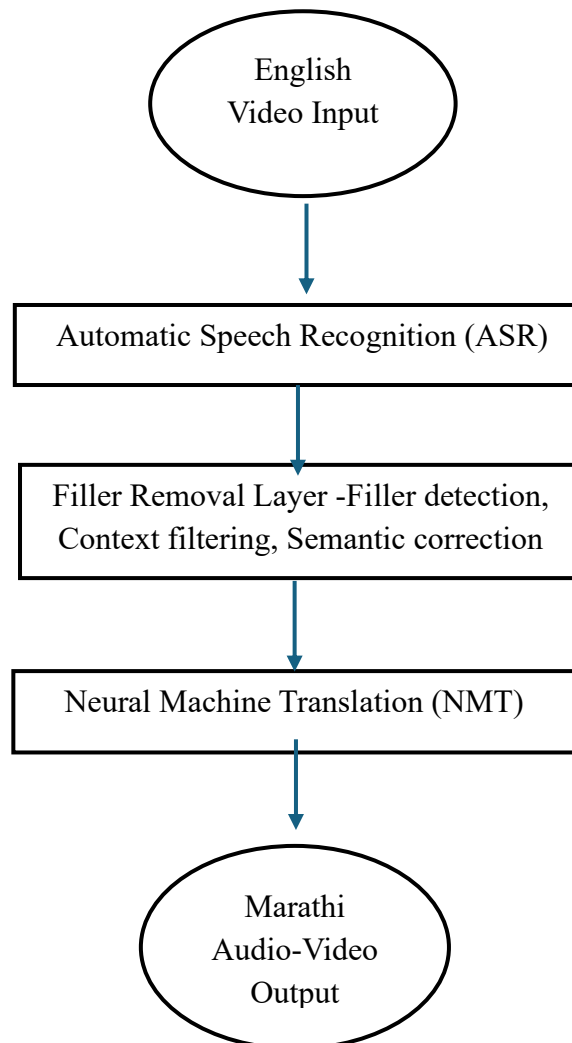 English
Video Input
Automatic Speech Recognition (ASR)
Filler Removal Layer -Filler detection,
Context filtering, Semantic correction
Neural Machine Translation (NMT)
Marathi
Audio-Video
Output